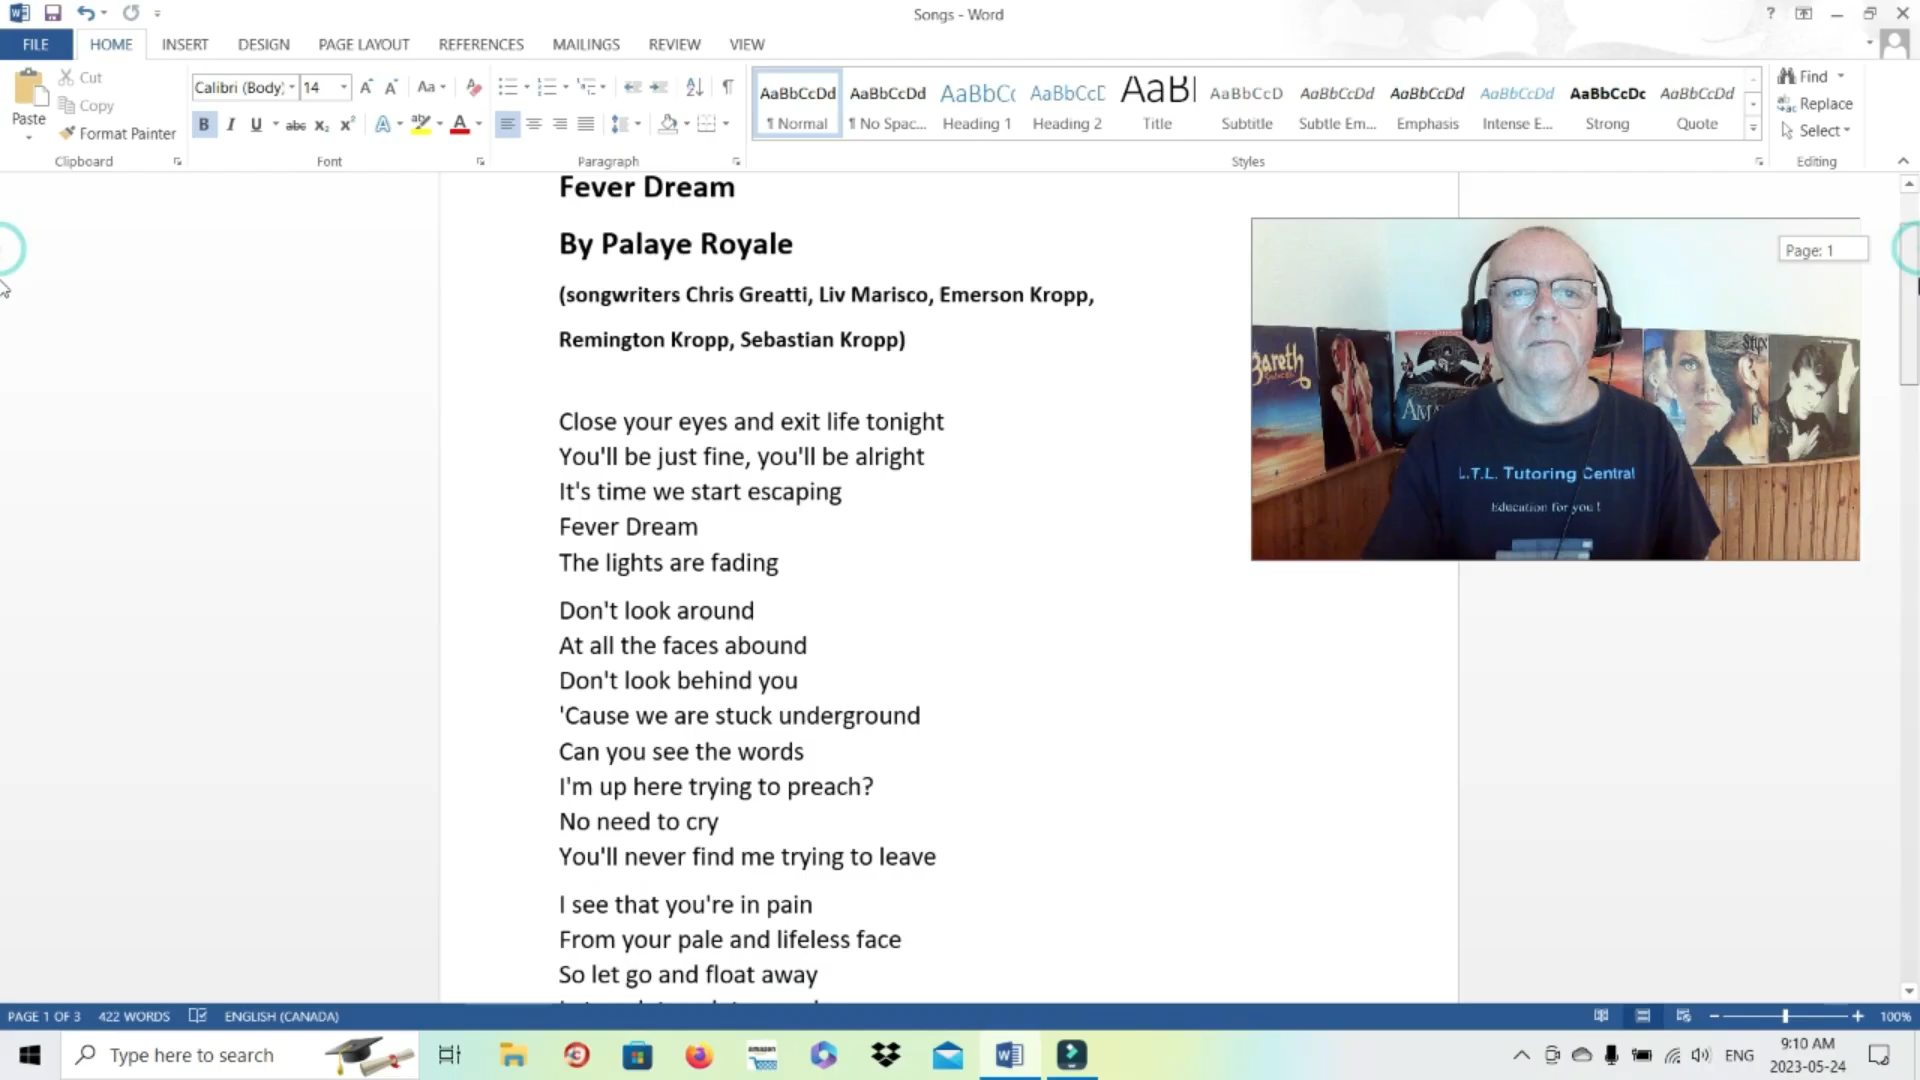 Songs - Word
?
FILE HOME INSERT DESIGN PAGE LAYOUT REFERENCES MAILINGS REVIEW VIEW
Paste
Cut
Copy
Format Painter
Clipboard
Calibri (Body) 14
Font
Paragraph
AaBbCcDd AaBbCcDd AaBbC AaBbCc AaB AaBbCcD AaBbCcDd AaBbCcDd AaBbCcDd AaBbCcDc AaBbCcDd
¶ Normal ¶ No Spac... Heading 1 Heading 2 Title Subtitle Subtle Em... Emphasis Intense E... Strong Quote
Styles
Find
Replace
Select
Editing
Fever Dream
By Palaye Royale
(songwriters Chris Greatti, Liv Marisco, Emerson Kropp,
Remington Kropp, Sebastian Kropp)
Close your eyes and exit life tonight
You'll be just fine, you'll be alright
It's time we start escaping
Fever Dream
The lights are fading
Don't look around
At all the faces abound
Don't look behind you
'Cause we are stuck underground
Can you see the words
I'm up here trying to preach?
No need to cry
You'll never find me trying to leave
I see that you're in pain
From your pale and lifeless face
So let go and float away
Page: 1
Styx
L.T.L. Tutoring Central
Education for you !
PAGE 1 OF 3 422 WORDS ENGLISH (CANADA)
100%
Type here to search
amazon
ENG
9:10 AM
2023-05-24